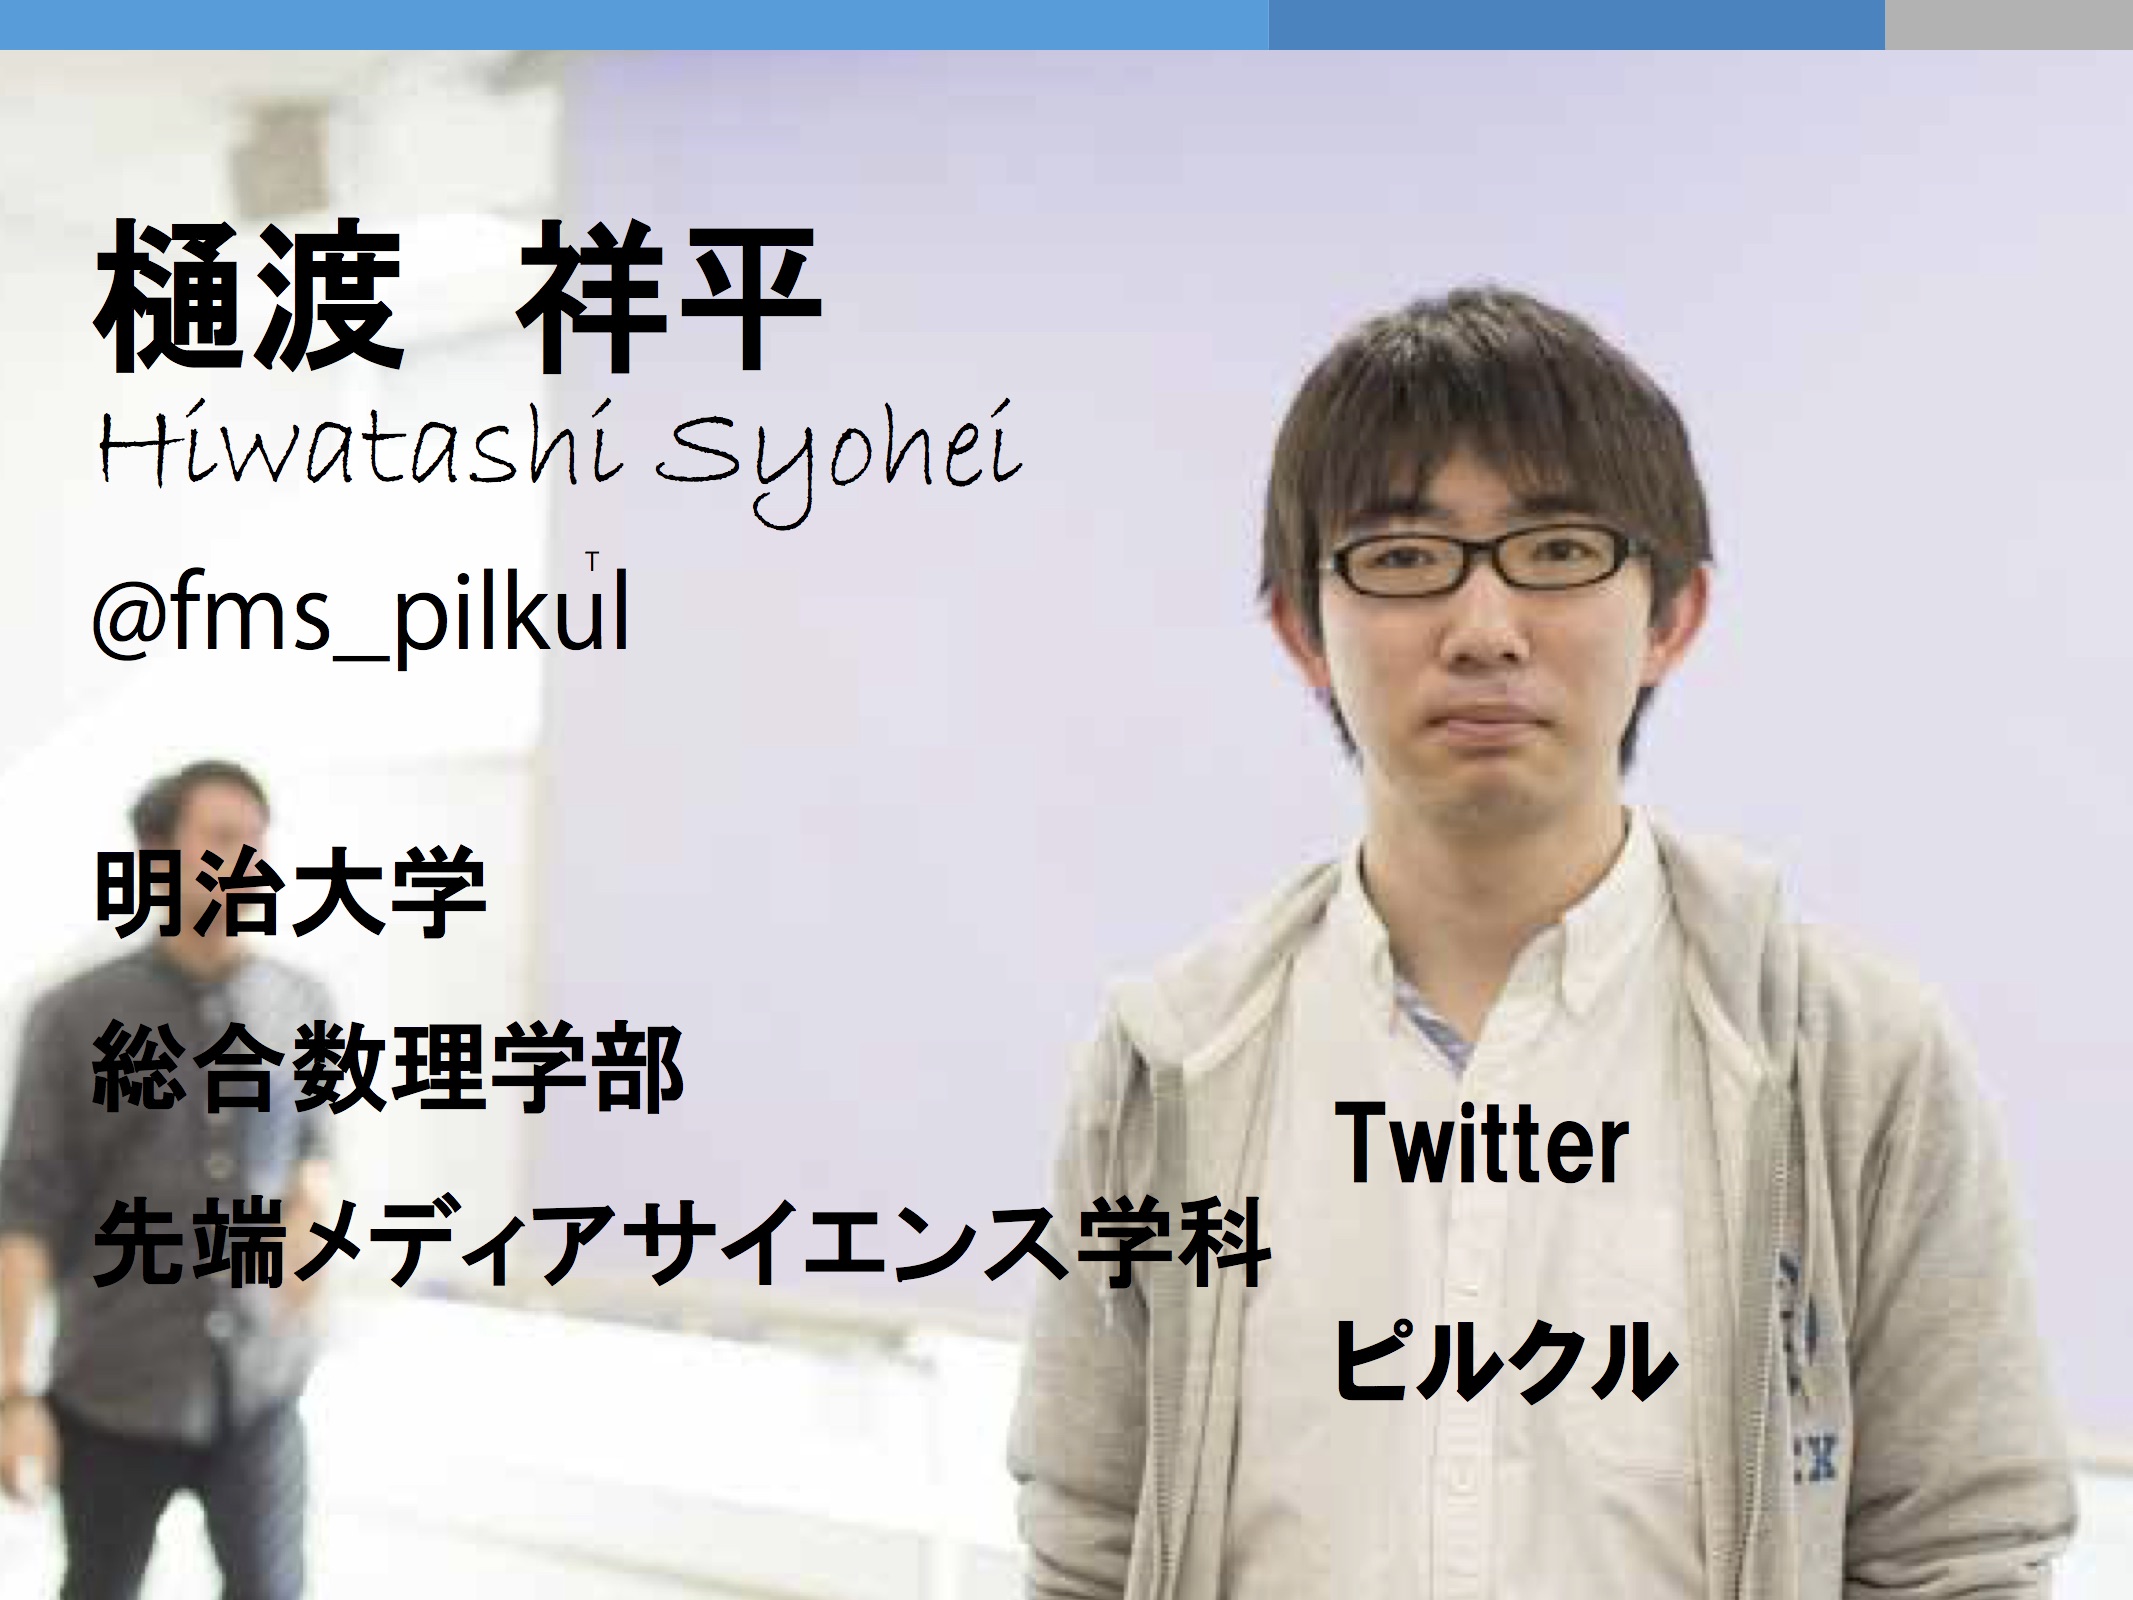 樋渡　祥平
Hiwatashi Syohei
T
@fms_pilkul
明治大学
総合数理学部
先端メディアサイエンス学科
Twitter
ピルクル
X